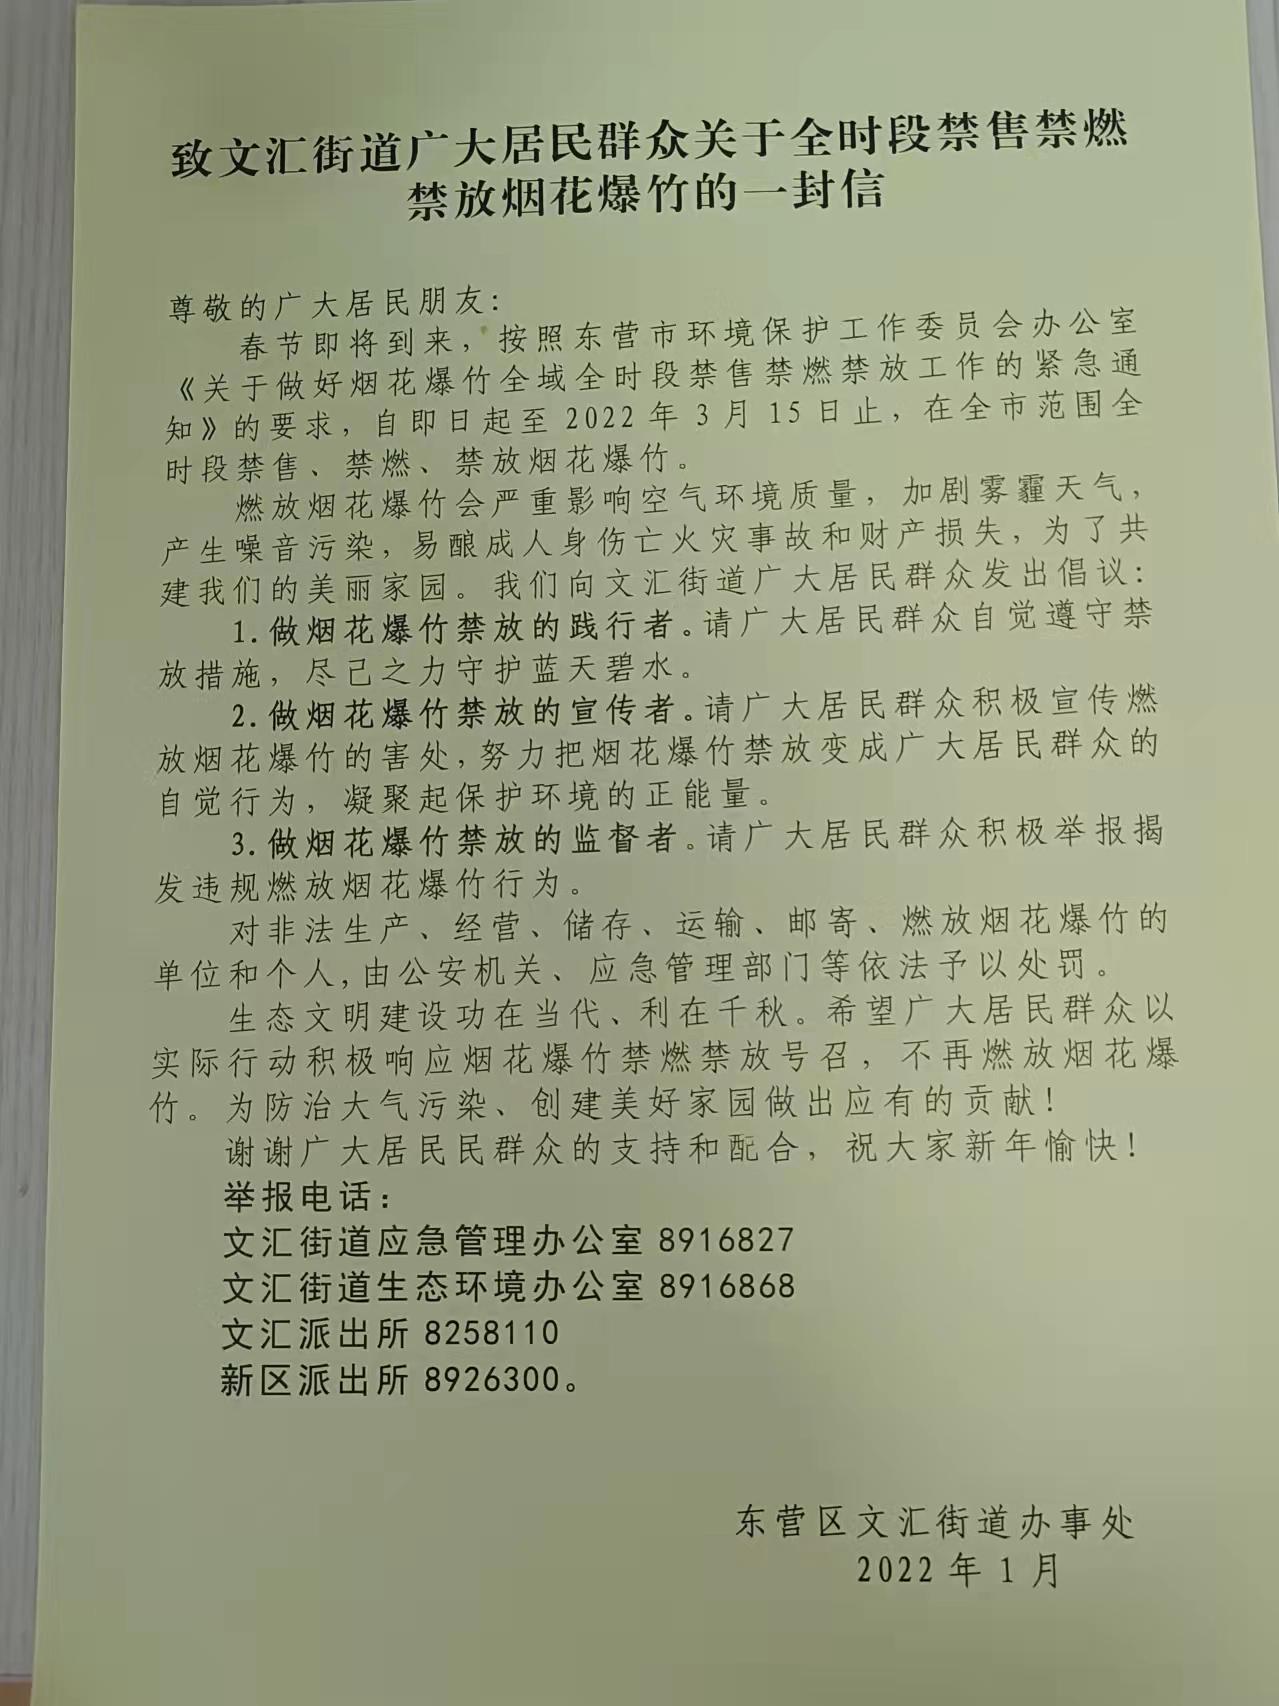 致文汇街道广大居民群众关于全时段禁售禁燃
禁放烟花爆竹的一封信
尊敬的广大居民朋友：
春节即将到来，按照东营市环境保护工作委员会办公室
《关于做好烟花爆竹全域全时段禁售禁燃禁放工作的紧急通
知》的要求，自即日起至 2022 年 3 月 15 日止，在全市范围全
时段禁售、禁燃、禁放烟花爆竹。
燃放烟花爆竹会严重影响空气环境质量，加剧雾霾天气，
产生噪音污染，易酿成人身伤亡火灾事故和财产损失，为了共
建我们的美丽家园。我们向文汇街道广大居民群众发出倡议：
1.做烟花爆竹禁放的践行者。请广大居民群众自觉遵守禁
放措施，尽己之力守护蓝天碧水。
2.做烟花爆竹禁放的宣传者。请广大居民群众积极宣传燃
放烟花爆竹的害处,努力把烟花爆竹禁放变成广大居民群众的
自觉行为，凝聚起保护环境的正能量。
3.做烟花爆竹禁放的监督者。请广大居民群众积极举报揭
发违规燃放烟花爆竹行为。
对非法生产、经营、储存、运输、邮寄、燃放烟花爆竹的
单位和个人,由公安机关、应急管理部门等依法予以处罚。
生态文明建设功在当代、利在千秋。希望广大居民群众以
实际行动积极响应烟花爆竹禁燃禁放号召，不再燃放烟花爆
竹。为防治大气污染、创建美好家园做出应有的贡献！
谢谢广大居民民群众的支持和配合，祝大家新年愉快！
举报电话：
文汇街道应急管理办公室 8916827
文汇街道生态环境办公室 8916868
文汇派出所 8258110
新区派出所 8926300。
东营区文汇街道办事处
2022 年 1 月